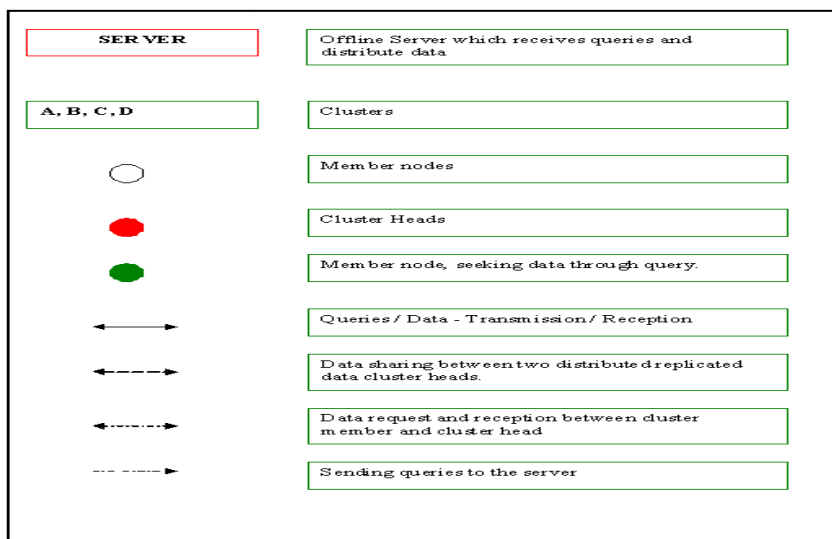 SERVER
Offline Server which receives queries and
distribute data
A, B, C, D
Clusters
Member nodes
Cluster Heads
Member node, seeking data through query.
Queries / Data - Transmission / Reception
Data sharing between two distributed replicated
data cluster heads.
Data request and reception between cluster
member and cluster head
Sending queries to the server